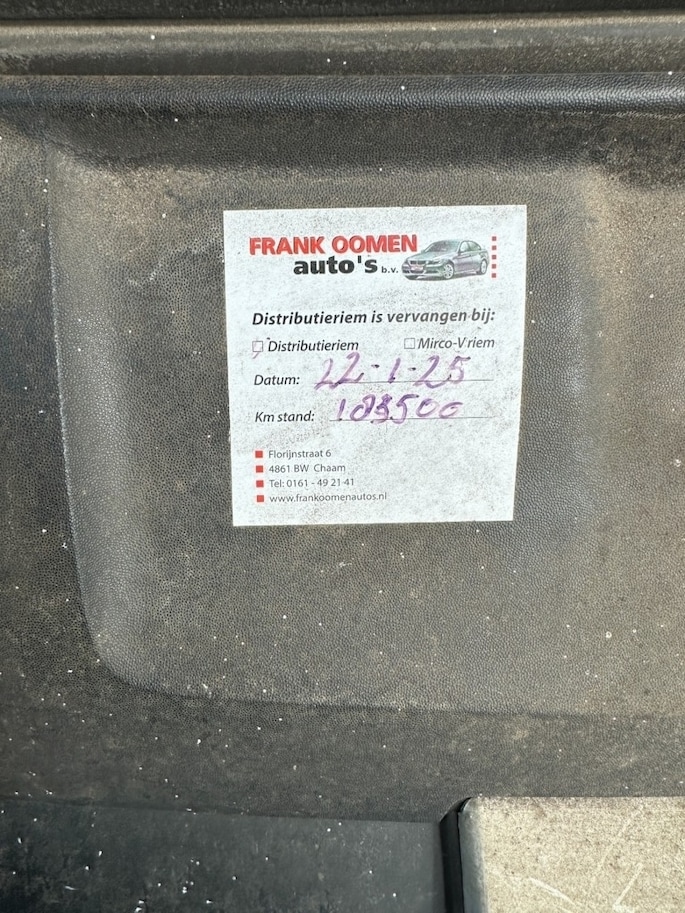 FRANK OOMEN
auto's b.v.
Distributieriem is vervangen bij:
Distributieriem Mirco-V riem
Datum: 22-1-25
Km stand: 183500
Florijnstraat 6
4861 BW Chaam
Tel: 0161 - 49 21 41
www.frankoomenautos.nl